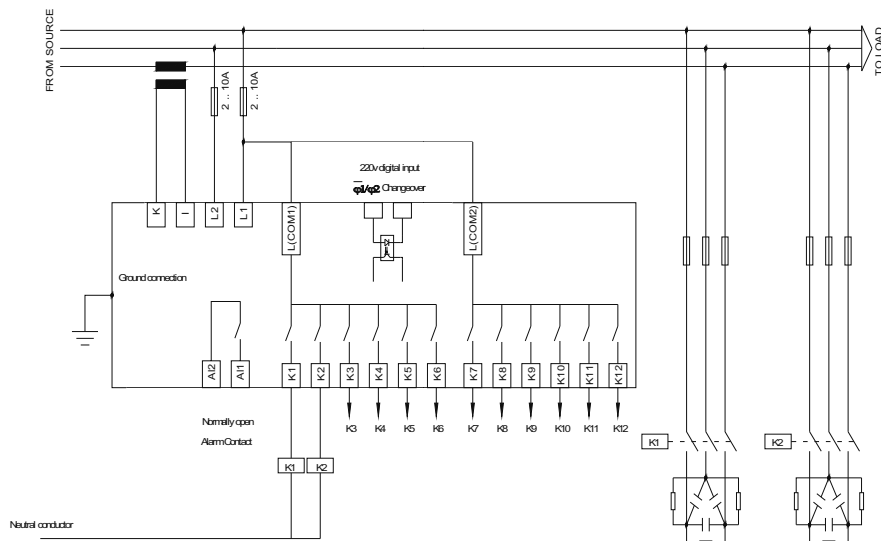 FROM SOURCE
TO LOAD
2 .. 10A
2 .. 10A
220v digital input
φ1/φ2 Changeover
K
I
L2
L1
L(COM1)
L(COM2)
Ground connection
Al2
Al1
K1
K2
K3
K4
K5
K6
K7
K8
K9
K10
K11
K12
Normally open
Alarm Contact
K3
K4
K5
K6
K7
K8
K9
K10
K11
K12
K1
K2
K1
K2
Neutral conductor